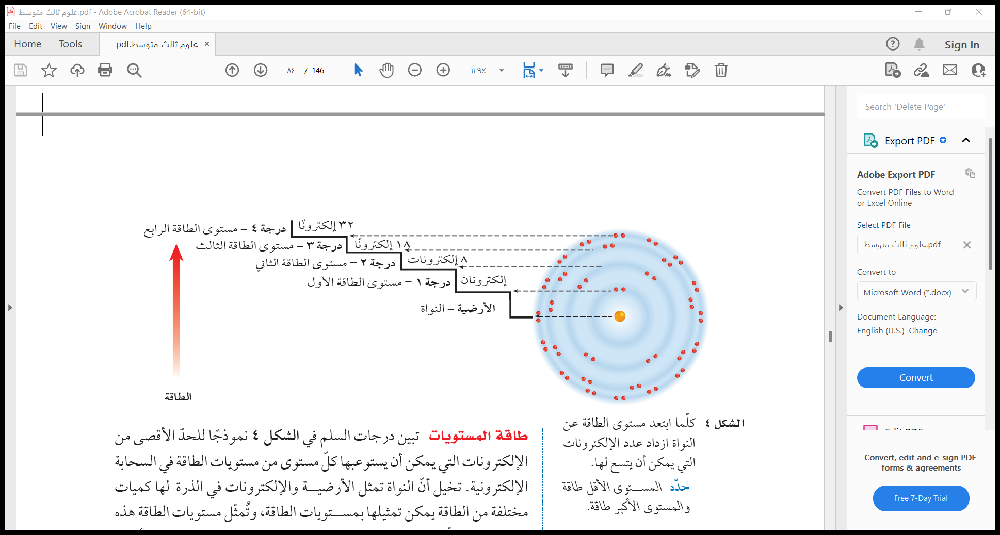 علوم ثالث متوسط.pdf - Adobe Acrobat Reader (64-bit)
File Edit View Sign Window Help
Home Tools علوم ثالث متوسط.pdf × Sign In
٨٤ / 146 ١٢٩٪
Search 'Delete Page'
Export PDF
Adobe Export PDF
Convert PDF Files to Word
or Excel Online
Select PDF File
علوم ثالث متوسط.pdf
Convert to
Microsoft Word (*.docx)
Document Language:
English (U.S.) Change
Convert
Convert, edit and e-sign PDF
forms & agreements
Free 7-Day Trial
٣٢ إلكترونًا
درجة ٤ = مستوى الطاقة الرابع
١٨ إلكترونًا
درجة ٣ = مستوى الطاقة الثالث
٨ إلكترونات
درجة ٢ = مستوى الطاقة الثاني
إلكترونان
درجة ١ = مستوى الطاقة الأول
الأرضية = النواة
الطاقة
الشكل ٤ كلّما ابتعد مستوى الطاقة عن
النواة ازداد عدد الإلكترونات
التي يمكن أن يتسع لها.
حدّد المستوى الأقل طاقة
والمستوى الأكبر طاقة.
طاقة المستويات تبين درجات السلم في الشكل ٤ نموذجًا للحدّ الأقصى من
الإلكترونات التي يمكن أن يستوعبها كلّ مستوى من مستويات الطاقة في السحابة
الإلكترونية. تخيل أنّ النواة تمثل الأرضية والإلكترونات في الذرة لها كميات
مختلفة من الطاقة يمكن تمثيلها بمستويات الطاقة، وتُمثّل مستويات الطاقة هذه